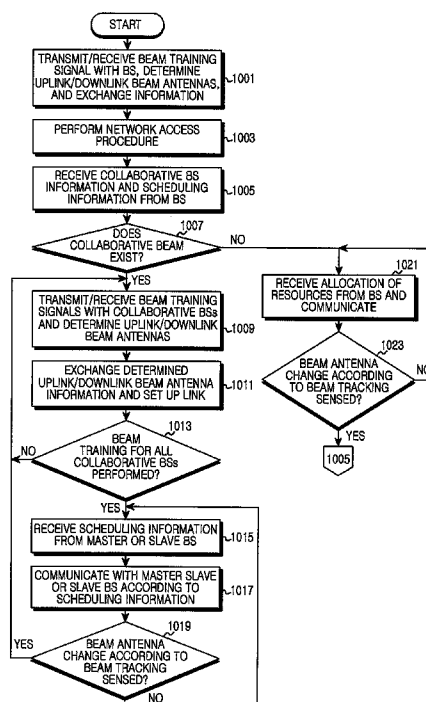 START
TRANSMIT/RECEIVE BEAM TRAINING
SIGNAL WITH BS, DETERMINE
UPLINK/DOWNLINK BEAM ANTENNAS,
AND EXCHANGE INFORMATION
1001
PERFORM NETWORK ACCESS
PROCEDURE
1003
RECEIVE COLLABORATIVE BS
INFORMATION AND SCHEDULING
INFORMATION FROM BS
1005
1007
DOES
COLLABORATIVE BEAM
EXIST?
NO
YES
TRANSMIT/RECEIVE BEAM TRAINING
SIGNALS WITH COLLABORATIVE BSs
AND DETERMINE UPLINK/DOWNLINK
BEAM ANTENNAS
1009
EXCHANGE DETERMINED
UPLINK/DOWNLINK BEAM ANTENNA
INFORMATION AND SET UP LINK
1011
1013
BEAM
TRAINING FOR ALL
COLLABORATIVE BSs
PERFORMED?
NO
YES
RECEIVE SCHEDULING INFORMATION
FROM MASTER OR SLAVE BS
1015
COMMUNICATE WITH MASTER SLAVE
OR SLAVE BS ACCORDING TO
SCHEDULING INFORMATION
1017
1019
YES
BEAM ANTENNA
CHANGE ACCORDING TO
BEAM TRACKING
SENSED?
NO
1021
RECEIVE ALLOCATION OF
RESOURCES FROM BS AND
COMMUNICATE
1023
BEAM ANTENNA
CHANGE ACCORDING
TO BEAM TRACKING
SENSED?
NO
YES
1005